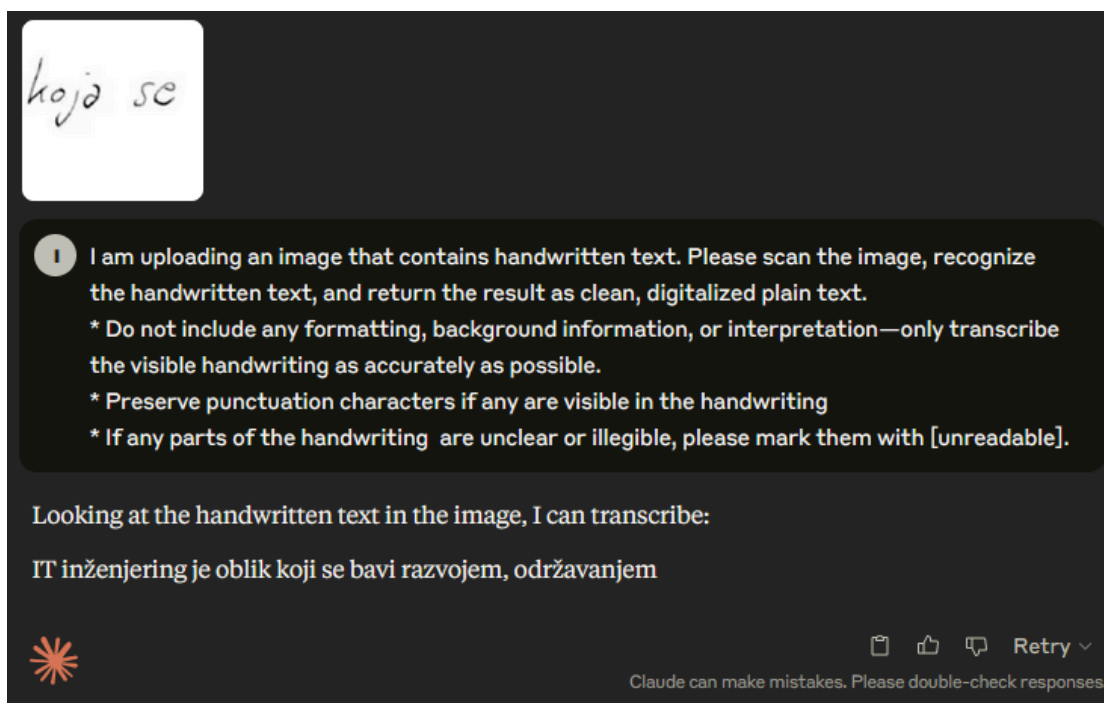 koja se
I
I am uploading an image that contains handwritten text. Please scan the image, recognize
the handwritten text, and return the result as clean, digitalized plain text.
* Do not include any formatting, background information, or interpretation—only transcribe
the visible handwriting as accurately as possible.
* Preserve punctuation characters if any are visible in the handwriting
* If any parts of the handwriting  are unclear or illegible, please mark them with [unreadable].
Looking at the handwritten text in the image, I can transcribe:
IT inženjering je oblik koji se bavi razvojem, održavanjem
Retry
Claude can make mistakes. Please double-check responses.